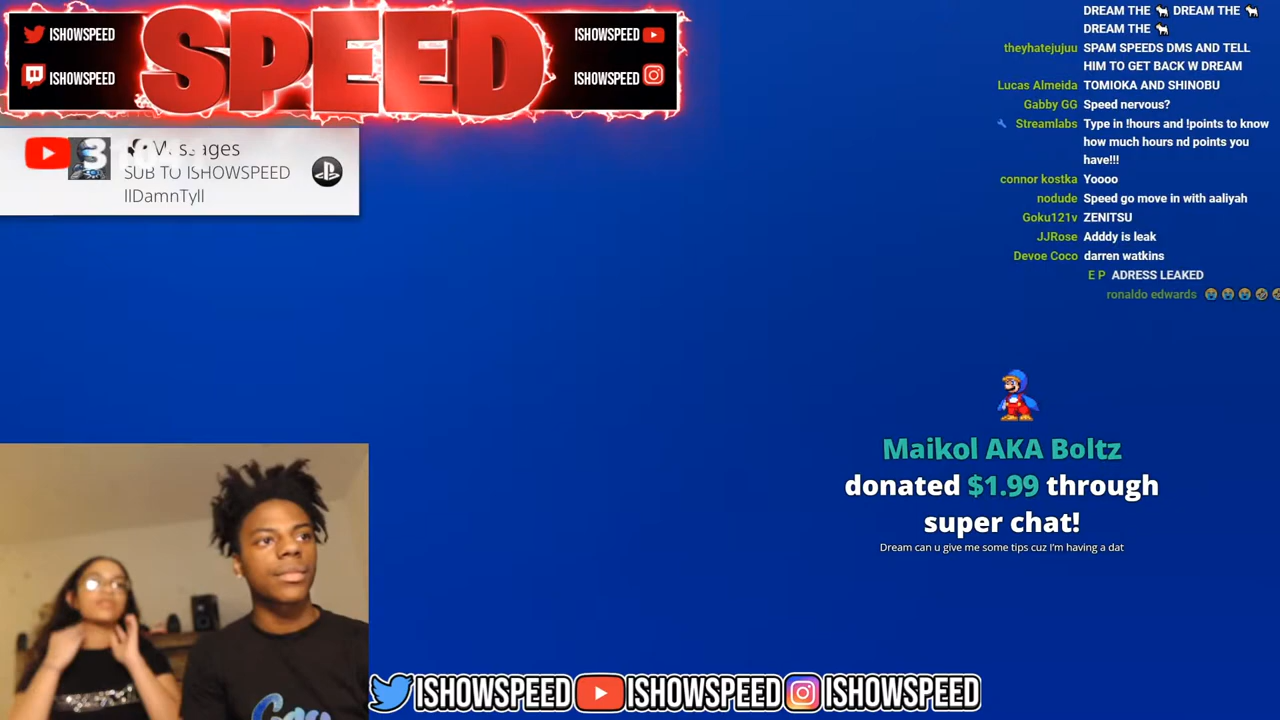 ISHOWSPEED
ISHOWSPEED
SPEED
ISHOWSPEED
ISHOWSPEED
SUB TO ISHOWSPEED
IIDamnTyII
DREAM THE 🐐 DREAM THE 🐐
DREAM THE 🐐
theyhatejujuu SPAM SPEEDS DMS AND TELL
HIM TO GET BACK W DREAM
Lucas Almeida TOMIOKA AND SHINOBU
Gabby GG Speed nervous?
Streamlabs Type in !hours and !points to know
how much hours nd points you
have!!!
connor kostka Yoooo
nodude Speed go move in with aaliyah
Goku121v ZENITSU
JJRose Adddy is leak
Devoe Coco darren watkins
E P ADRESS LEAKED
ronaldo edwards 😭😭😭🤣🤣
Maikol AKA Boltz
donated $1.99 through
super chat!
Dream can u give me some tips cuz I'm having a dat
ISHOWSPEED ISHOWSPEED ISHOWSPEED